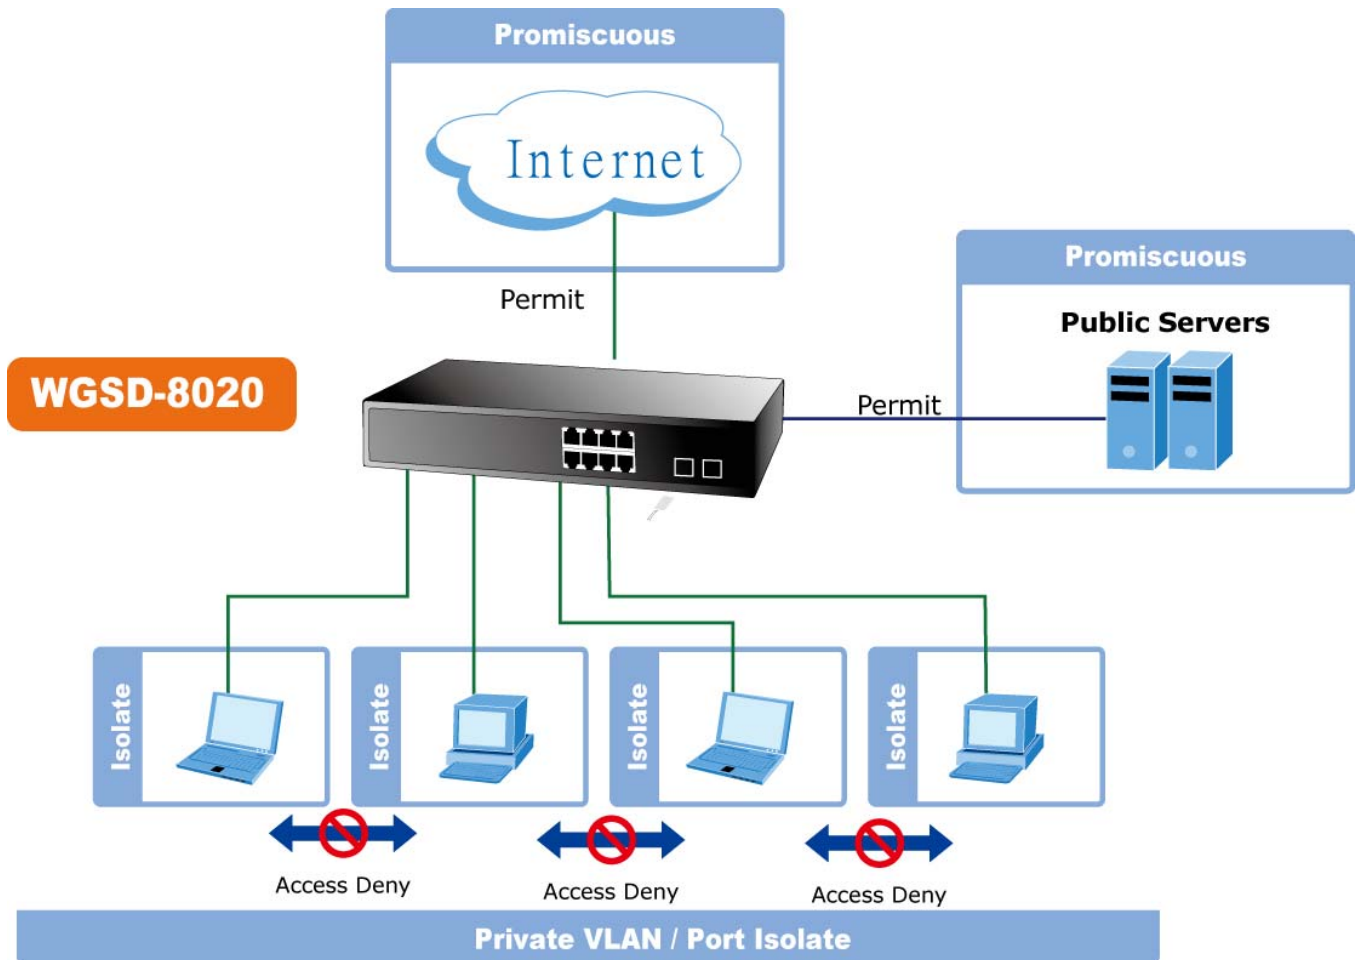 Promiscuous
Internet
Permit
Promiscuous
Public Servers
WGSD-8020
Permit
Isolate
Isolate
Isolate
Isolate
Access Deny
Access Deny
Access Deny
Private VLAN / Port Isolate